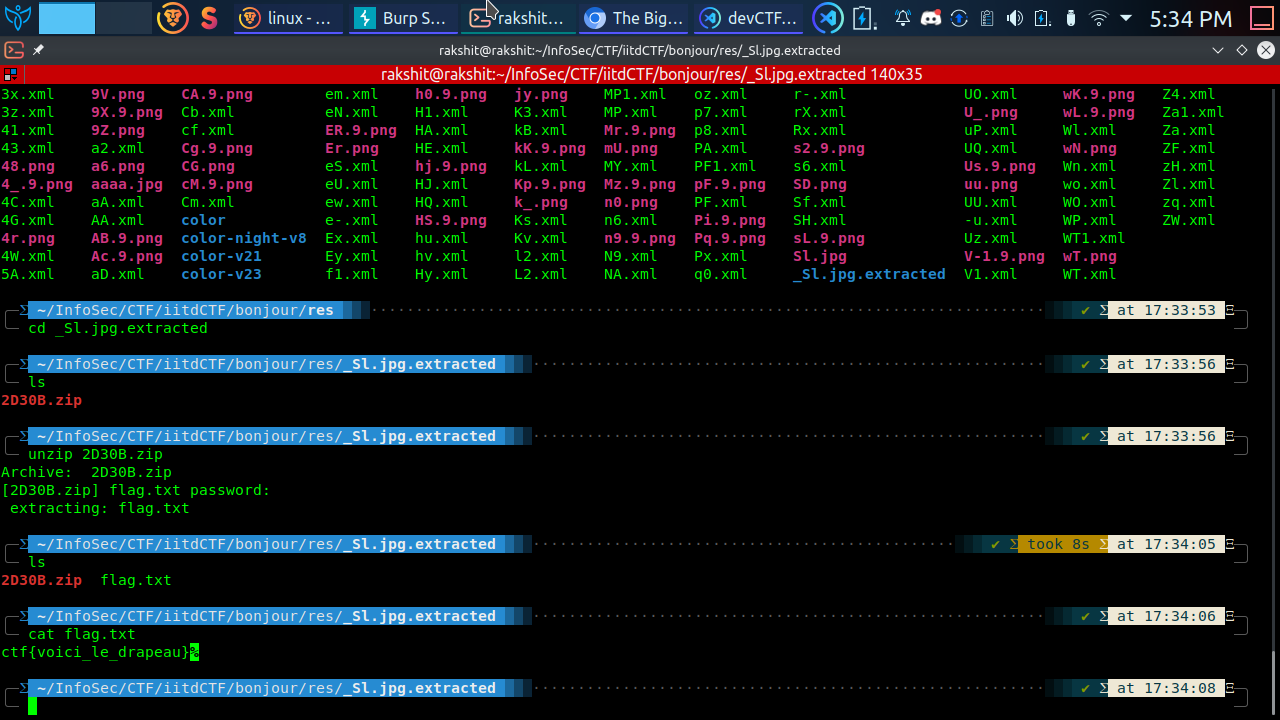 linux - ... Burp S... rakshit... The Big... devCTF... 5:34 PM
rakshit@rakshit:~/InfoSec/CTF/iitdCTF/bonjour/res/_Sl.jpg.extracted
rakshit@rakshit:~/InfoSec/CTF/iitdCTF/bonjour/res/_Sl.jpg.extracted 140x35
3x.xml 9V.png CA.9.png em.xml h0.9.png jy.png MP1.xml oz.xml r-.xml UO.xml wK.9.png Z4.xml
3z.xml 9X.9.png Cb.xml eN.xml H1.xml K3.xml MP.xml p7.xml rX.xml U_.png wL.9.png Za1.xml
41.xml 9Z.png cf.xml ER.9.png HA.xml kB.xml Mr.9.png p8.xml Rx.xml uP.xml Wl.xml Za.xml
43.xml a2.xml Cg.9.png Er.png HE.xml kK.9.png mU.png PA.xml s2.9.png UQ.xml wN.png ZF.xml
48.png a6.png CG.png eS.xml hj.9.png kL.xml MY.xml PF1.xml s6.xml Us.9.png Wn.xml zH.xml
4_.9.png aaaa.jpg cM.9.png eU.xml HJ.xml Kp.9.png Mz.9.png pF.9.png SD.png uu.png wo.xml Zl.xml
4C.xml aA.xml Cm.xml ew.xml HQ.xml k_.png n0.png PF.xml Sf.xml UU.xml WO.xml zq.xml
4G.xml AA.xml color e-.xml HS.9.png Ks.xml n6.xml Pi.9.png SH.xml -u.xml WP.xml ZW.xml
4r.png AB.9.png color-night-v8 Ex.xml hu.xml Kv.xml n9.9.png Pq.9.png sL.9.png Uz.xml WT1.xml
4W.xml Ac.9.png color-v21 Ey.xml hv.xml l2.xml N9.xml Px.xml Sl.jpg V-1.9.png wT.png
5A.xml aD.xml color-v23 f1.xml Hy.xml L2.xml NA.xml q0.xml _Sl.jpg.extracted V1.xml WT.xml
Σ ~/InfoSec/CTF/iitdCTF/bonjour/res ✔ Σ at 17:33:53 Ξ
cd _Sl.jpg.extracted
Σ ~/InfoSec/CTF/iitdCTF/bonjour/res/_Sl.jpg.extracted ✔ Σ at 17:33:56 Ξ
ls
2D30B.zip
Σ ~/InfoSec/CTF/iitdCTF/bonjour/res/_Sl.jpg.extracted ✔ Σ at 17:33:56 Ξ
unzip 2D30B.zip
Archive:  2D30B.zip
[2D30B.zip] flag.txt password:
extracting: flag.txt
Σ ~/InfoSec/CTF/iitdCTF/bonjour/res/_Sl.jpg.extracted ✔ Σ took 8s Σ at 17:34:05 Ξ
ls
2D30B.zip  flag.txt
Σ ~/InfoSec/CTF/iitdCTF/bonjour/res/_Sl.jpg.extracted ✔ Σ at 17:34:06 Ξ
cat flag.txt
ctf{voici_le_drapeau}%
Σ ~/InfoSec/CTF/iitdCTF/bonjour/res/_Sl.jpg.extracted ✔ Σ at 17:34:08 Ξ